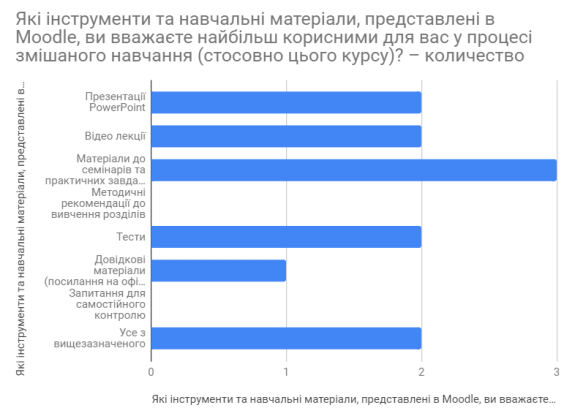 Які інструменти та навчальні матеріали, представлені в
Moodle, ви вважаєте найбільш корисними для вас у процесі
змішаного навчання (стосовно цього курсу)? – количество
Які інструменти та навчальні матеріали, представлені в...
Презентації
PowerPoint
Відео лекції
Матеріали до
семінарів та
практичних завда...
Методичні
рекомендації до
вивчення розділів
Тести
Довідкові
матеріали
(посилання на офі...
Запитання для
самостійного
контролю
Усе з
вищезазначеного
0 1 2 3
Які інструменти та навчальні матеріали, представлені в Moodle, ви вважаєте...